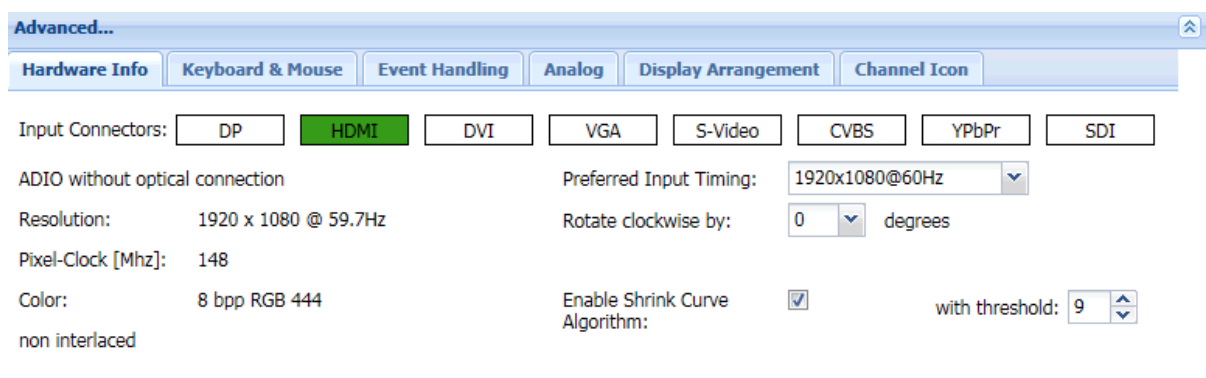 Advanced...
Hardware Info Keyboard & Mouse Event Handling Analog Display Arrangement Channel Icon
Input Connectors: DP HDMI DVI VGA S-Video CVBS YPbPr SDI
ADIO without optical connection Preferred Input Timing: 1920x1080@60Hz
Resolution: 1920 x 1080 @ 59.7Hz Rotate clockwise by: 0 degrees
Pixel-Clock [Mhz]: 148
Color: 8 bpp RGB 444 Enable Shrink Curve with threshold: 9
Algorithm:
non interlaced